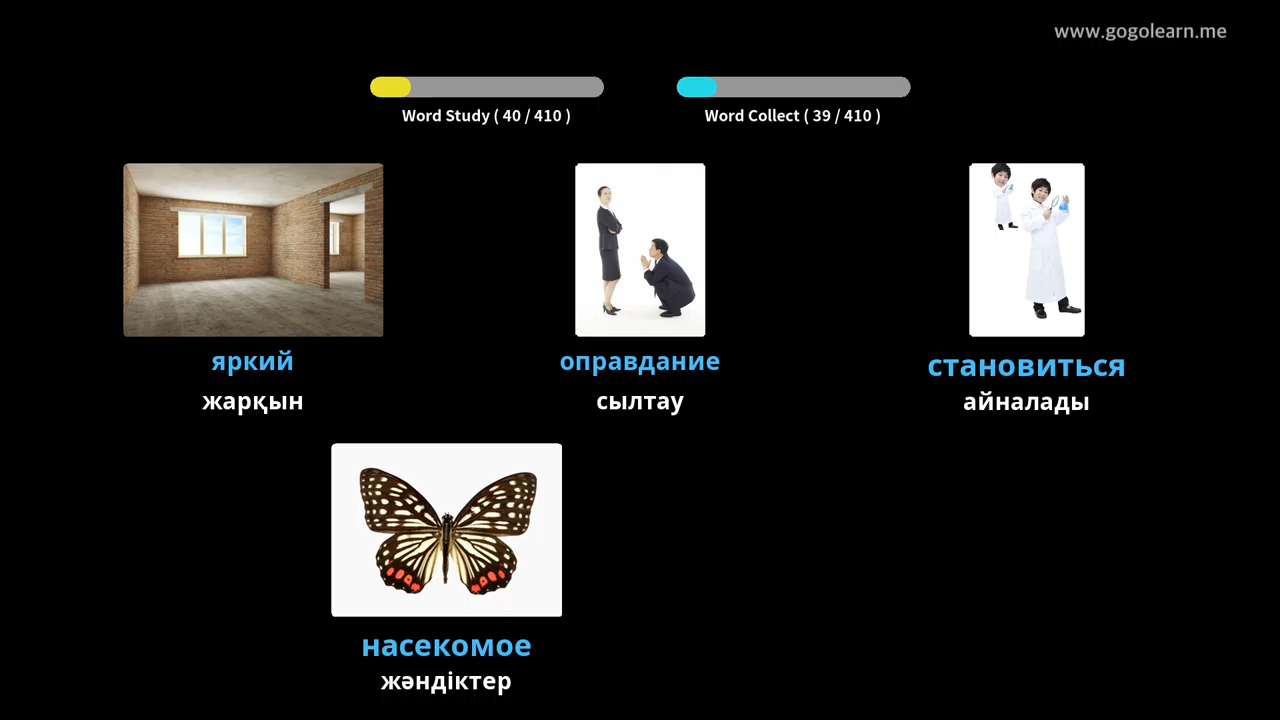 www.gogolearn.me
Word Study ( 40 / 410 )
Word Collect ( 39 / 410 )
яркий
жарқын
оправдание
сылтау
становиться
айналады
насекомое
жәндіктер